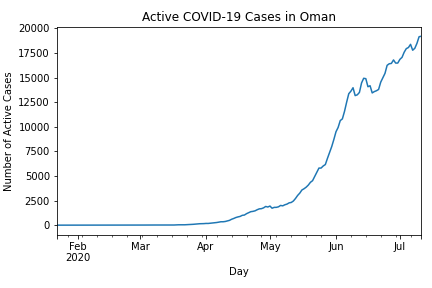 Active COVID-19 Cases in Oman
Number of Active Cases
20000
17500
15000
12500
10000
7500
5000
2500
0
Feb
2020
Mar
Apr
May
Jun
Jul
Day